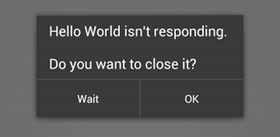 Hello World isn't responding.
Do you want to close it?
Wait
OK